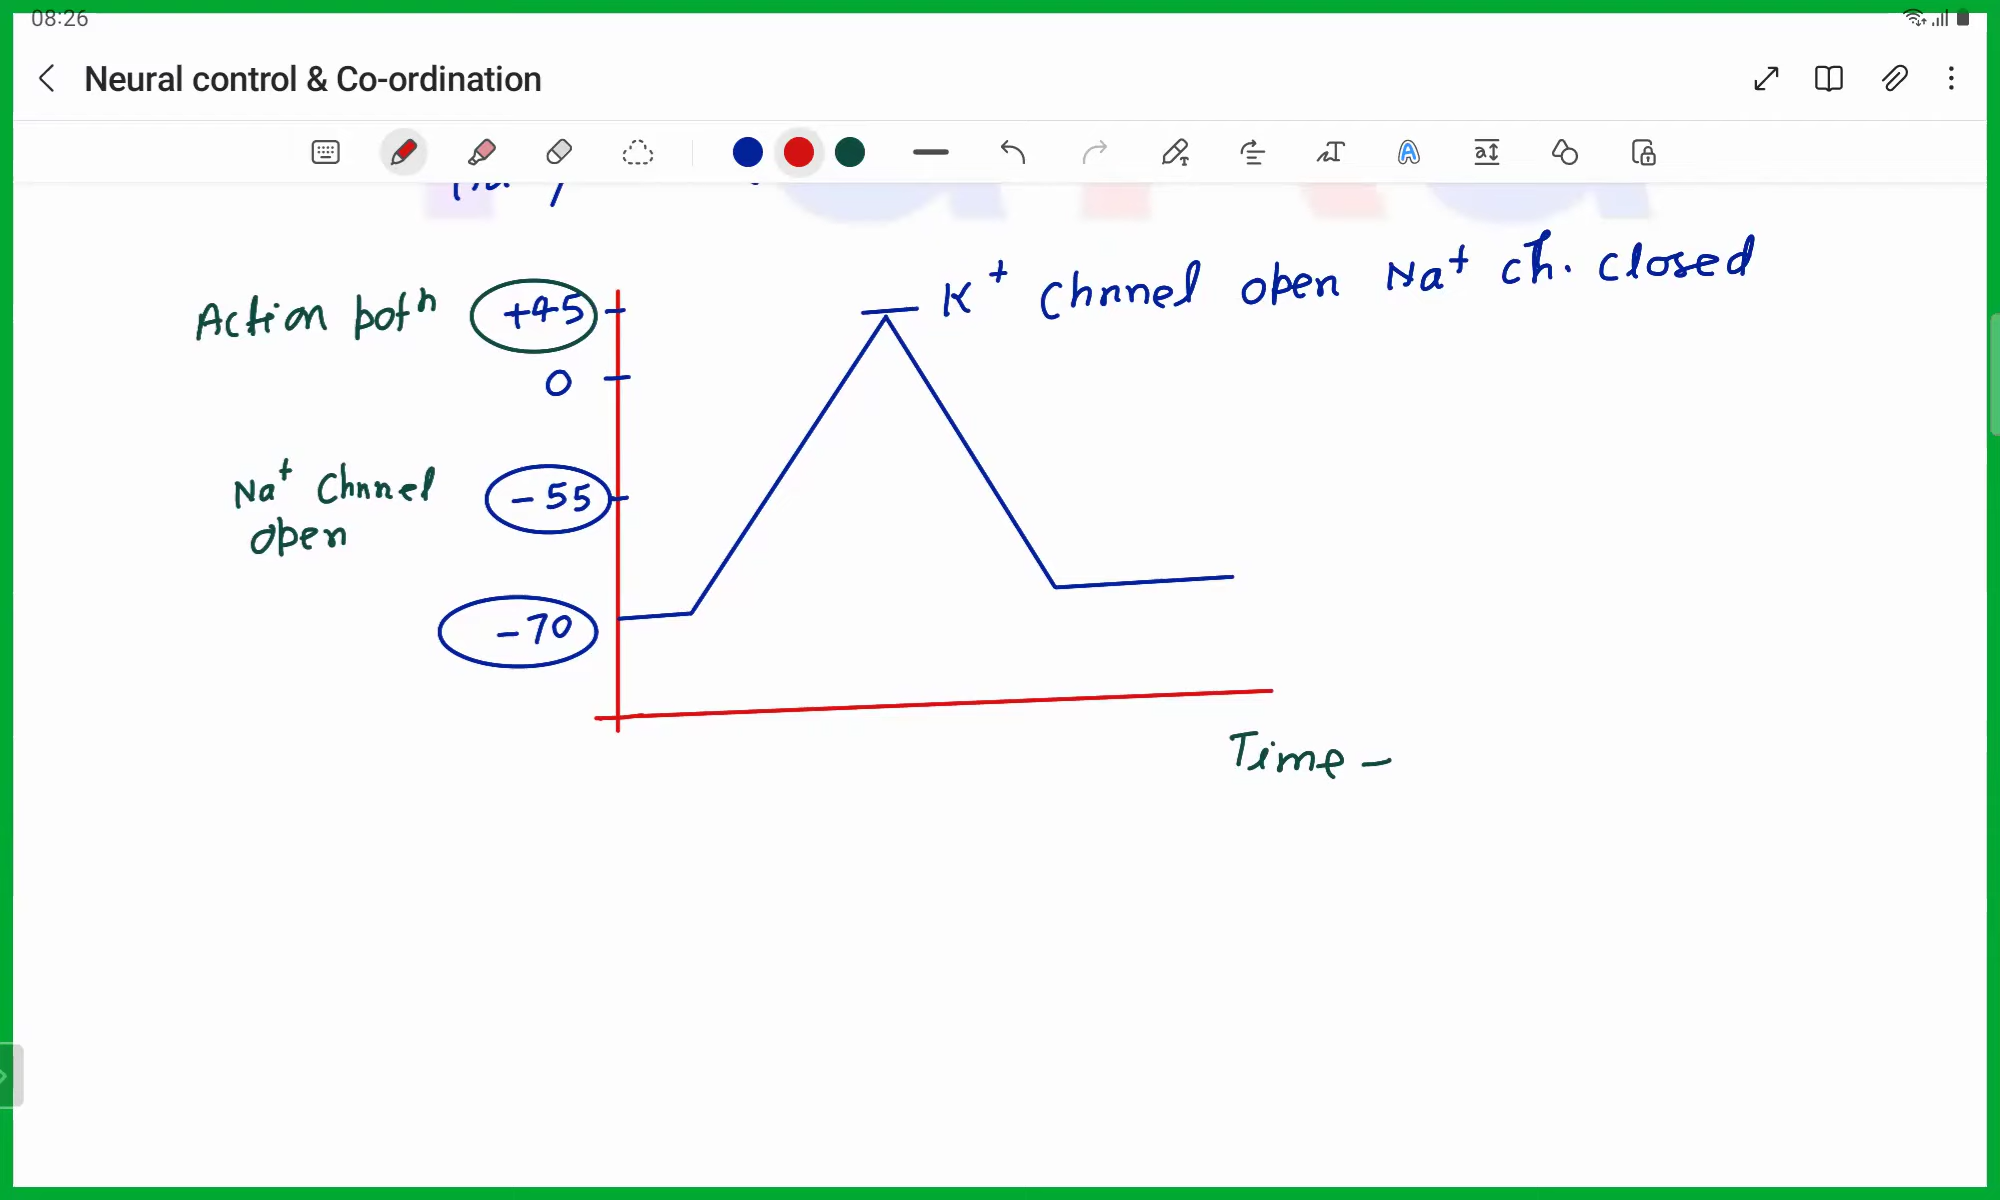 08:26
Neural control & Co-ordination
K+ Chnnel open Na+ ch. closed
Action potn +45
0
Na+ Chnnel -55
open
-70
Time -